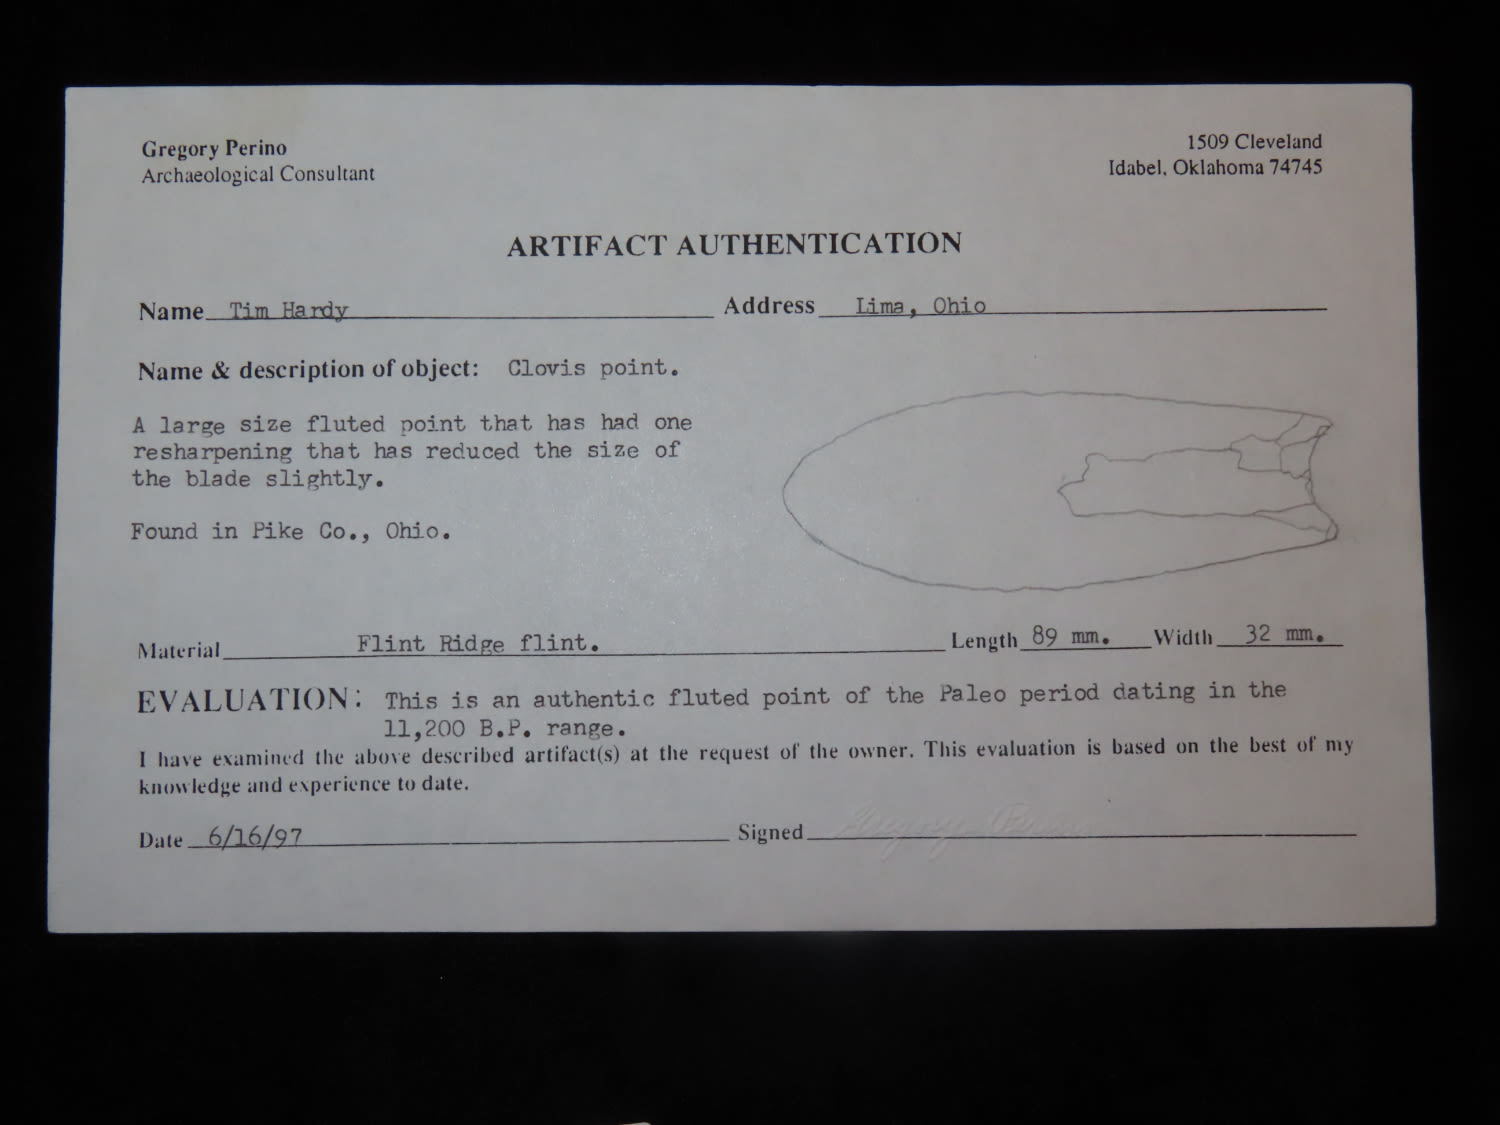 Gregory Perino
Archaeological Consultant
1509 Cleveland
Idabel, Oklahoma 74745
ARTIFACT AUTHENTICATION
Name Tim Hardy Address Lima, Ohio
Name & description of object: Clovis point.
A large size fluted point that has had one
resharpening that has reduced the size of
the blade slightly.
Found in Pike Co., Ohio.
Material Flint Ridge flint. Length 89 mm. Width 32 mm.
EVALUATION: This is an authentic fluted point of the Paleo period dating in the
11,200 B.P. range.
I have examined the above described artifact(s) at the request of the owner. This evaluation is based on the best of my
knowledge and experience to date.
Date 6/16/97 Signed Gregory Perino